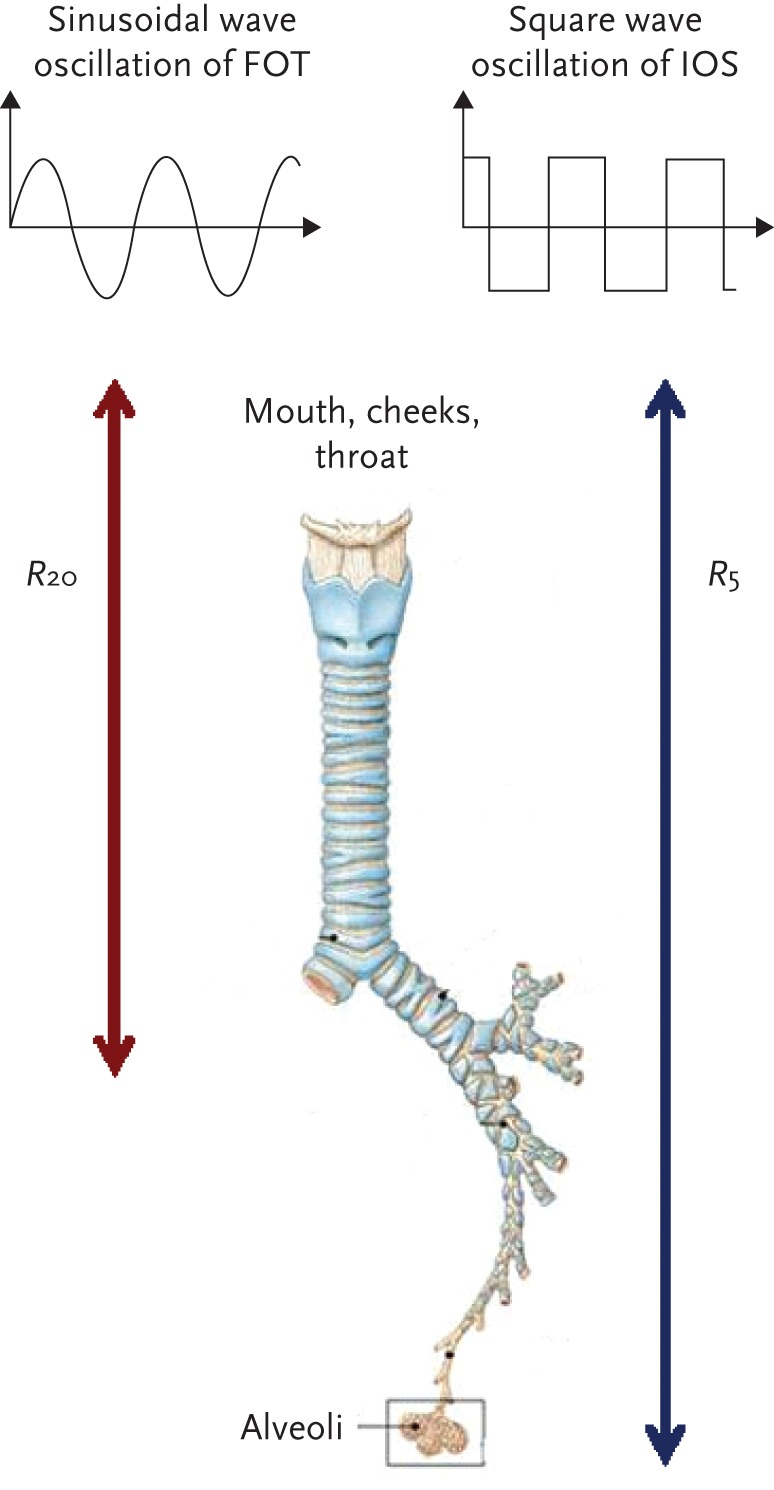 Sinusoidal wave
oscillation of FOT
Square wave
oscillation of IOS
Mouth, cheeks,
throat
R20
R5
Alveoli